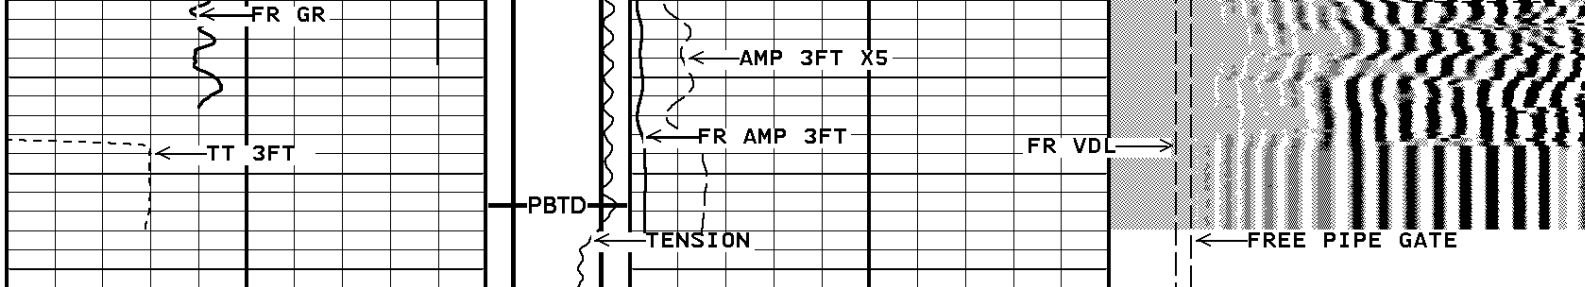 FR GR
AMP 3FT X5
FR AMP 3FT
FR VDL
TT 3FT
PBTD
TENSION
FREE PIPE GATE